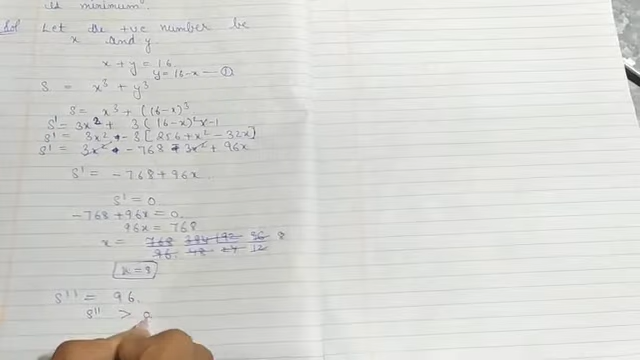 is minimum.
Sol Let the +ve number be
x and y.
x + y = 16
y = 16-x — ①
S = x³ + y³
S = x³ + (16-x)³
S' = 3x² + 3(16-x)² x-1
S' = 3x² - 3[256 + x² - 32x]
S' = 3x² - 768 - 3x² + 96x
S' = -768 + 96x.
S' = 0
-768 + 96x = 0
96x = 768
x = 768 384 192 96 8
96 48 24 12
x = 8
S'' = 96.
S'' > 0